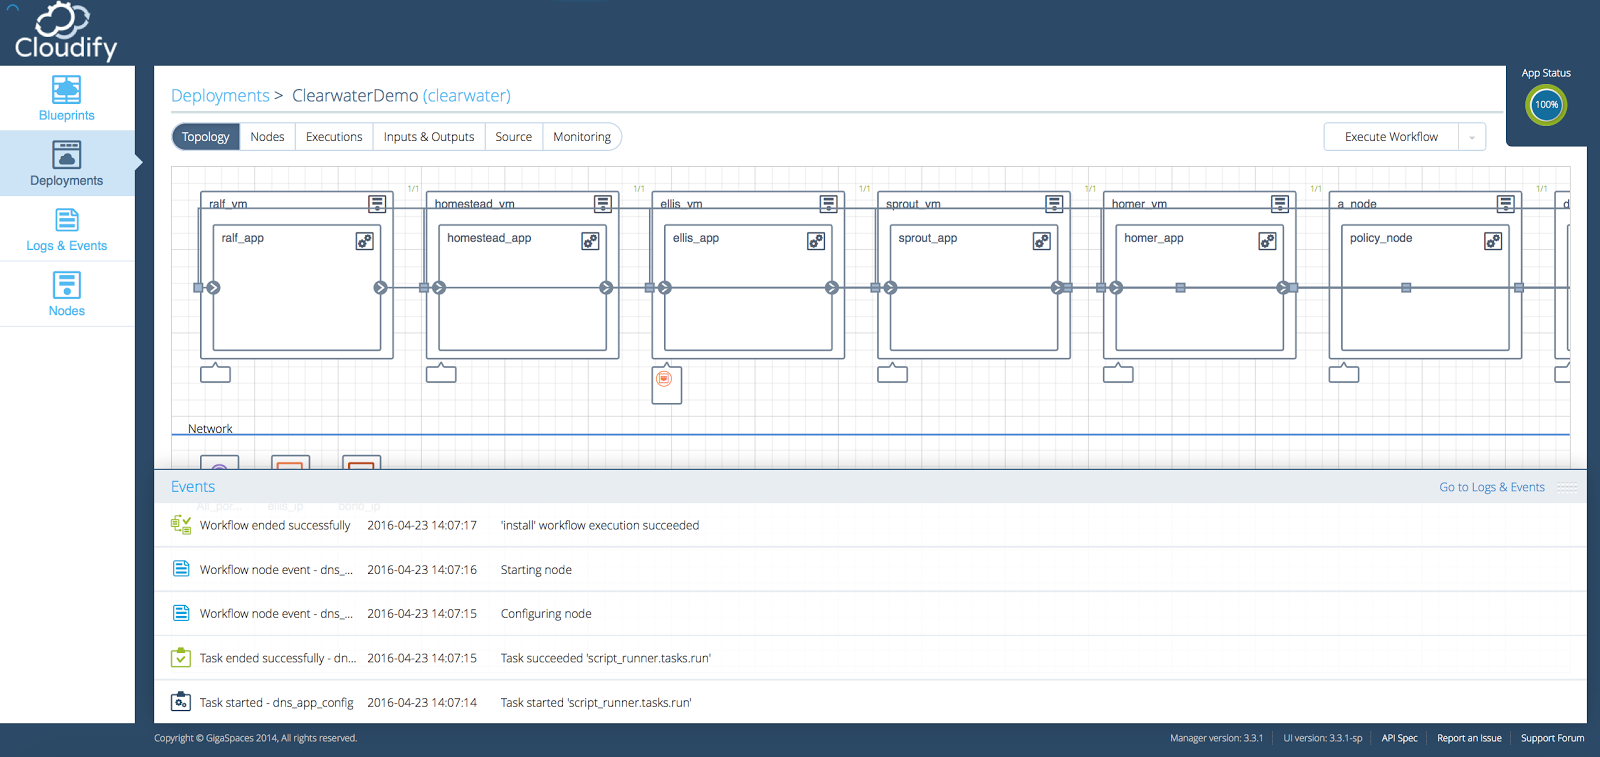 Cloudify
Blueprints
Deployments
Logs & Events
Nodes
App Status
100%
Deployments > ClearwaterDemo (clearwater)
Topology Nodes Executions Inputs & Outputs Source Monitoring
Execute Workflow
1/1 1/1 1/1 1/1 1/1 1/1
ralf_vm homestead_vm ellis_vm sprout_vm homer_vm a_node d
ralf_app homestead_app ellis_app sprout_app homer_app policy_node
Network
Events
Go to Logs & Events
All_por... ellis_ip bono_ip
Workflow ended successfully 2016-04-23 14:07:17 'install' workflow execution succeeded
Workflow node event - dns_... 2016-04-23 14:07:16 Starting node
Workflow node event - dns_... 2016-04-23 14:07:15 Configuring node
Task ended successfully - dn... 2016-04-23 14:07:15 Task succeeded 'script_runner.tasks.run'
Task started - dns_app_config 2016-04-23 14:07:14 Task started 'script_runner.tasks.run'
Copyright © GigaSpaces 2014, All rights reserved.
Manager version: 3.3.1 UI version: 3.3.1-sp API Spec Report an Issue Support Forum